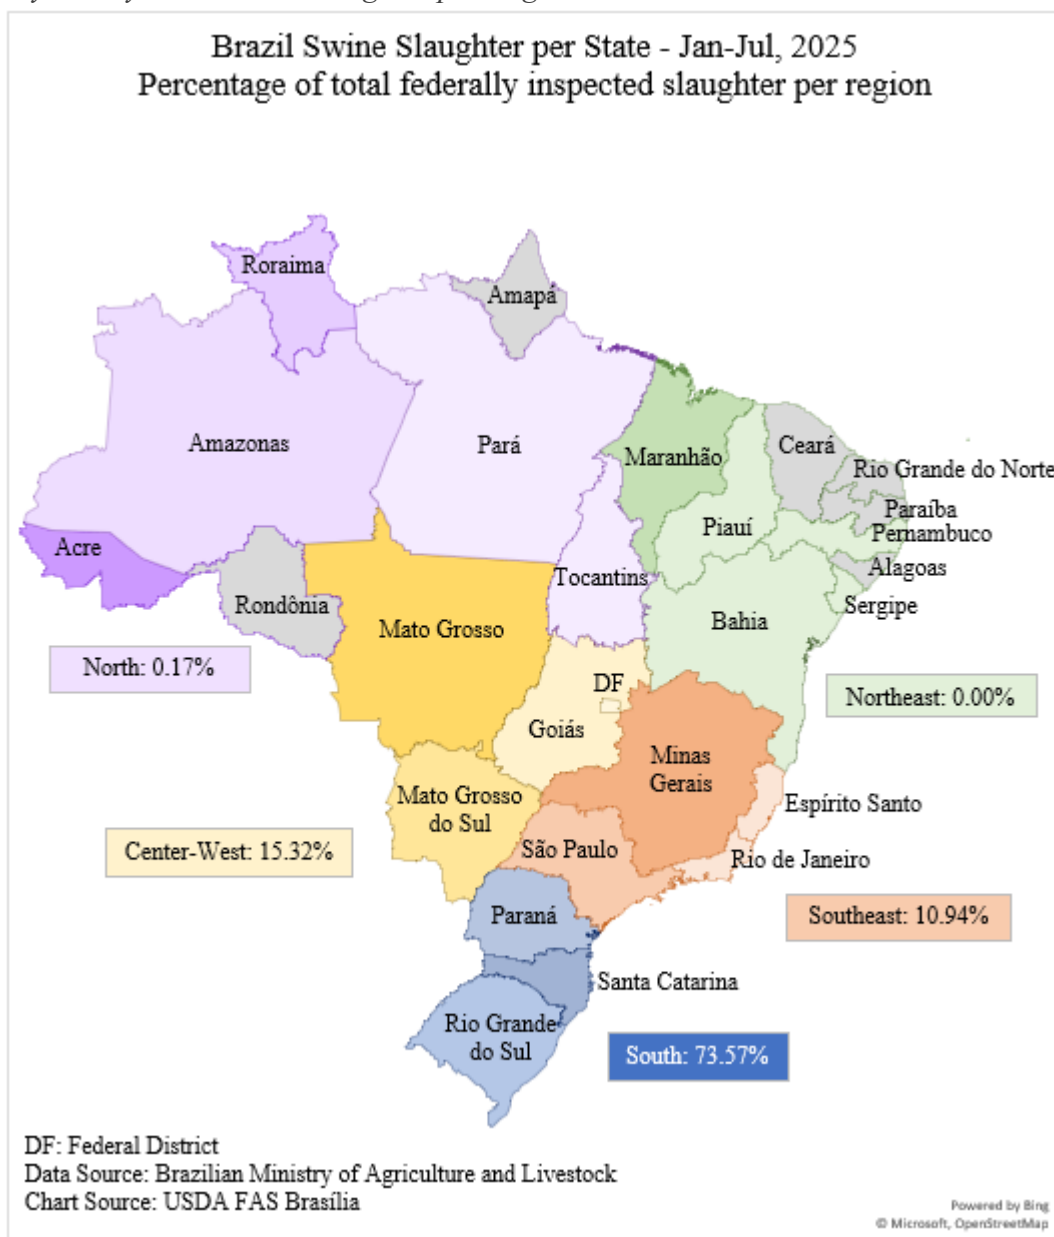 Brazil Swine Slaughter per State - Jan-Jul, 2025
Percentage of total federally inspected slaughter per region
Roraima
Amapá
Amazonas
Pará
Maranhão
Ceará
Rio Grande do Norte
Paraíba
Piauí
Pernambuco
Acre
Alagoas
Tocantins
Rondônia
Sergipe
Mato Grosso
Bahia
North: 0.17%
DF
Northeast: 0.00%
Goiás
Minas
Gerais
Mato Grosso
do Sul
Espírito Santo
Center-West: 15.32%
São Paulo
Rio de Janeiro
Paraná
Southeast: 10.94%
Santa Catarina
Rio Grande
do Sul
South: 73.57%
DF: Federal District
Data Source: Brazilian Ministry of Agriculture and Livestock
Chart Source: USDA FAS Brasília
Powered by Bing
© Microsoft, OpenStreetMap